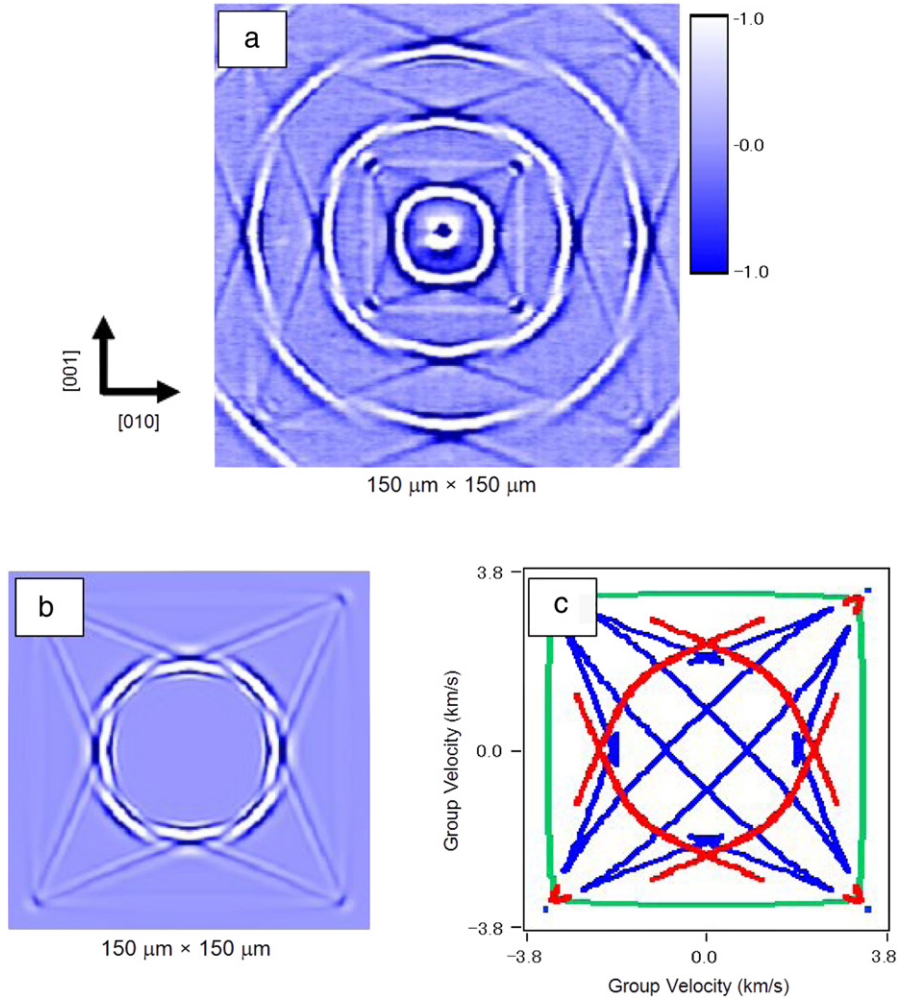 a
-1.0
-0.0
-1.0
[001]
[010]
150 μm × 150 μm
b
150 μm × 150 μm
c
3.8
0.0
-3.8
Group Velocity (km/s)
-3.8
0.0
3.8
Group Velocity (km/s)